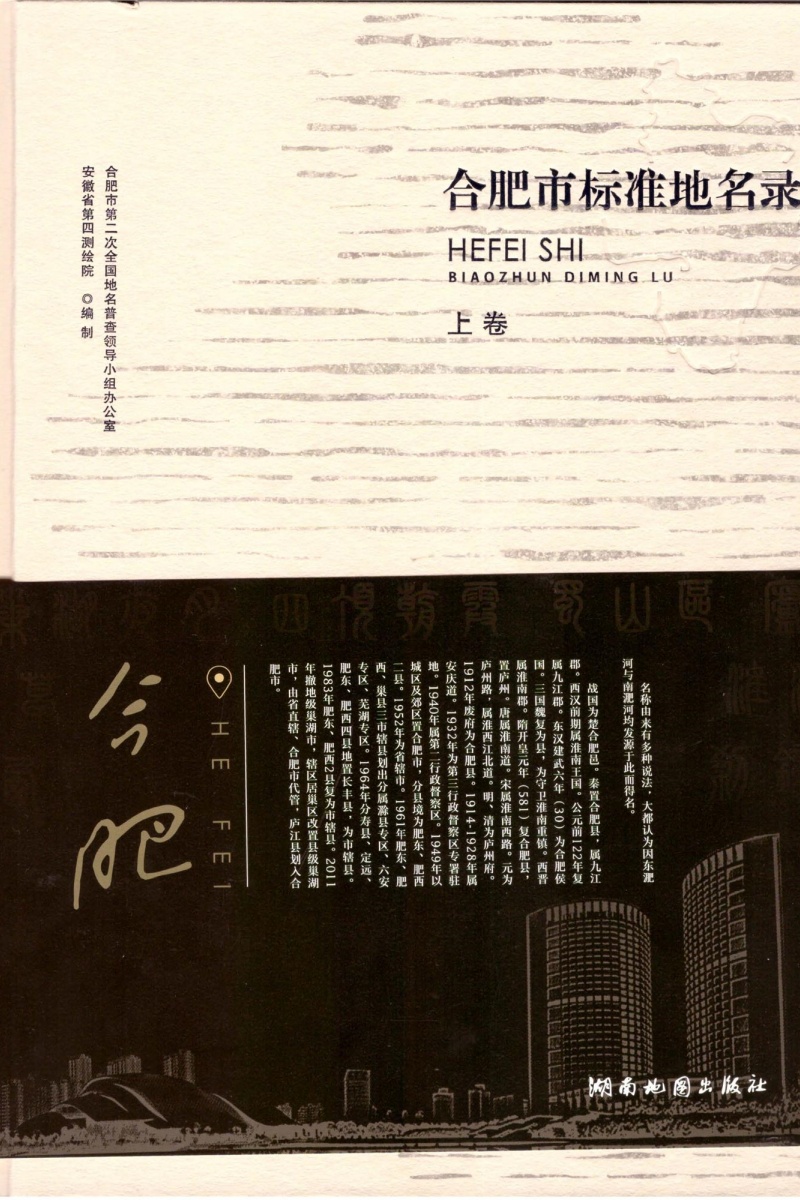 合肥市标准地名录
HEFEI SHI
BIAOZHUN DIMING LU
上卷
合肥市第二次全国地名普查领导小组办公室
安徽省第四测绘院 ◎编制
名称由来有多种说法,大都认为因东淝
河与南淝河均发源于此而得名。
战国为楚合肥邑。秦置合肥县,属九江
郡。西汉前期属淮南王国。公元前122年复
属九江郡。东汉建武六年(30)为合肥侯
国。三国魏复为县,为守卫淮南重镇。西晋
属淮南郡。隋开皇元年(581)复合肥县,
置庐州。唐属淮南道。宋属淮南西路。元为
庐州路,属淮西江北道。明、清为庐州府。
1912年废府为合肥县。1914-1928年属
安庆道。1932年为第三行政督察区专署驻
地。1940年属第二行政督察区。1949年以
城区及郊区置合肥市,分县境为肥东、肥西
二县。1952年为省辖市。1961年肥东、肥
西、巢县三市辖县划出分属滁县专区、六安
专区、芜湖专区。1964年分寿县、定远、
肥东、肥西四县地置长丰县,为市辖县。
1983年肥东、肥西2县复为市辖县。2011
年撤地级巢湖市,辖区居巢区改置县级巢湖
市,由省直辖、合肥市代管,庐江县划入合
肥市。
HE FEI
合肥
四顶朝霞蜀山區
湖南地图出版社